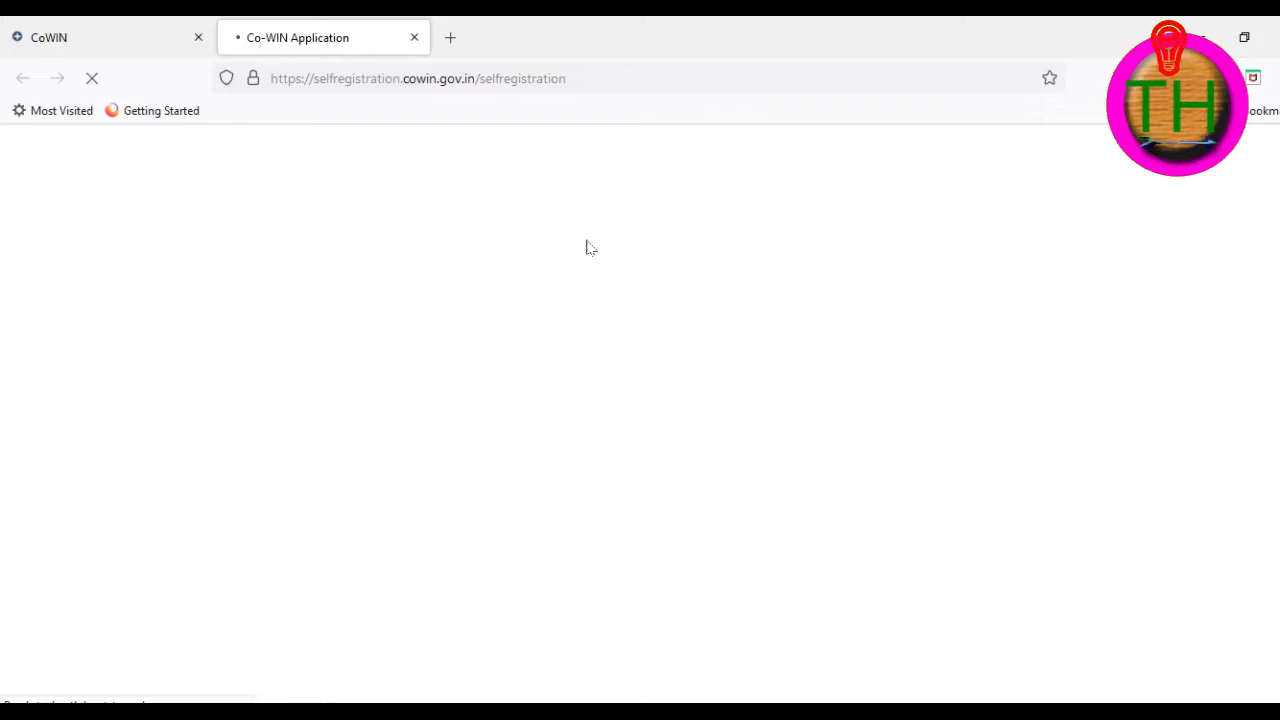 CoWIN
Co-WIN Application
https://selfregistration.cowin.gov.in/selfregistration
Most Visited
Getting Started
TH